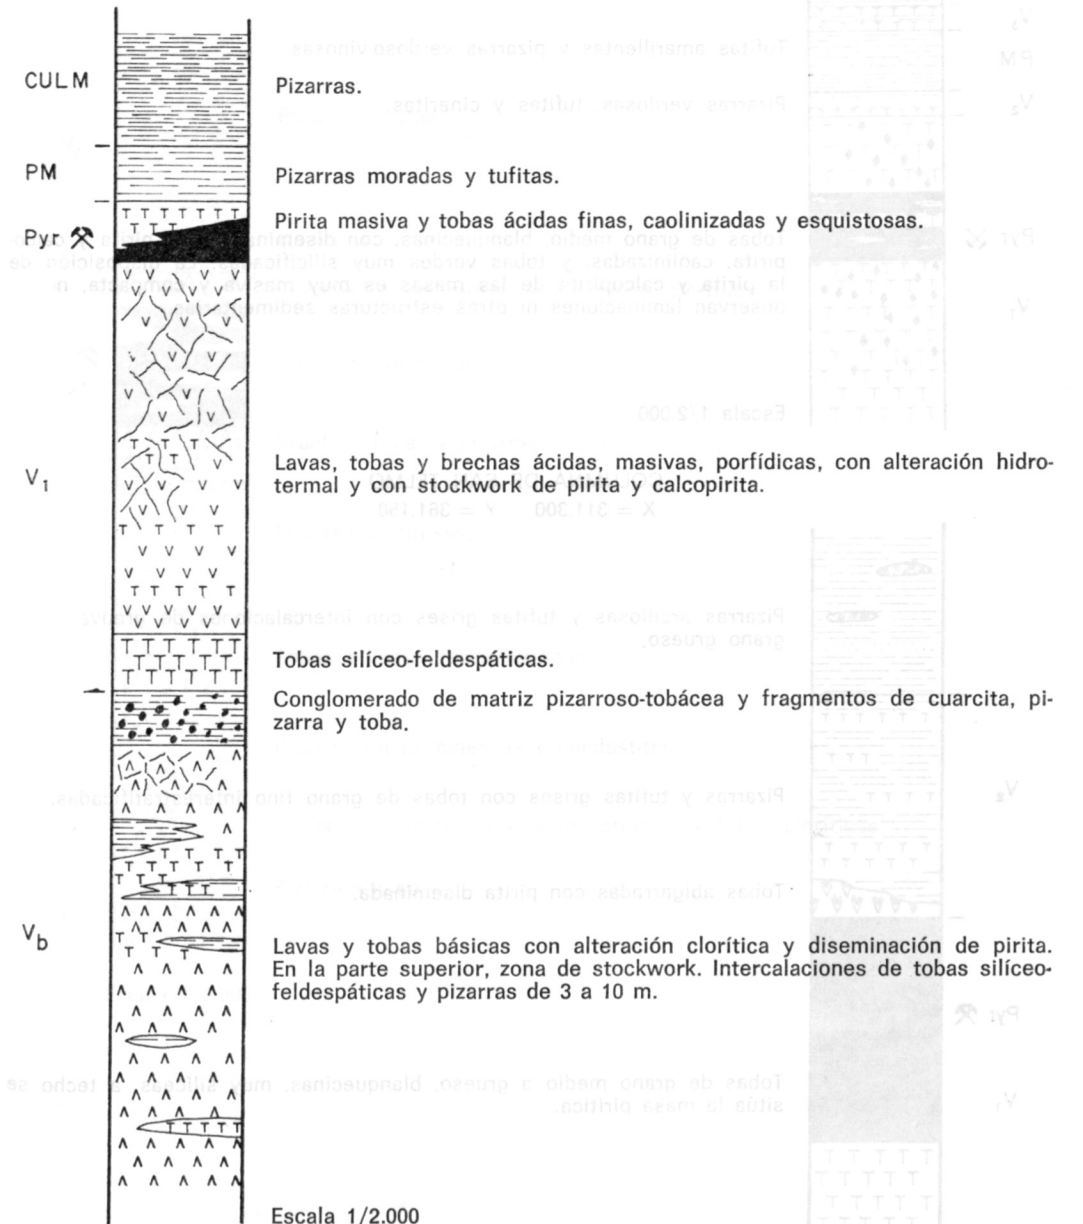 CULM
Pizarras.
PM
Pizarras moradas y tufitas.
Pyr
Pirita masiva y tobas ácidas finas, caolinizadas y esquistosas.
V₁
Lavas, tobas y brechas ácidas, masivas, porfídicas, con alteración hidro-
termal y con stockwork de pirita y calcopirita.
Tobas silíceo-feldespáticas.
Conglomerado de matriz pizarroso-tobácea y fragmentos de cuarcita, pi-
zarra y toba.
V_b
Lavas y tobas básicas con alteración clorítica y diseminación de pirita.
En la parte superior, zona de stockwork. Intercalaciones de tobas silíceo-
feldespáticas y pizarras de 3 a 10 m.
Escala 1/2.000